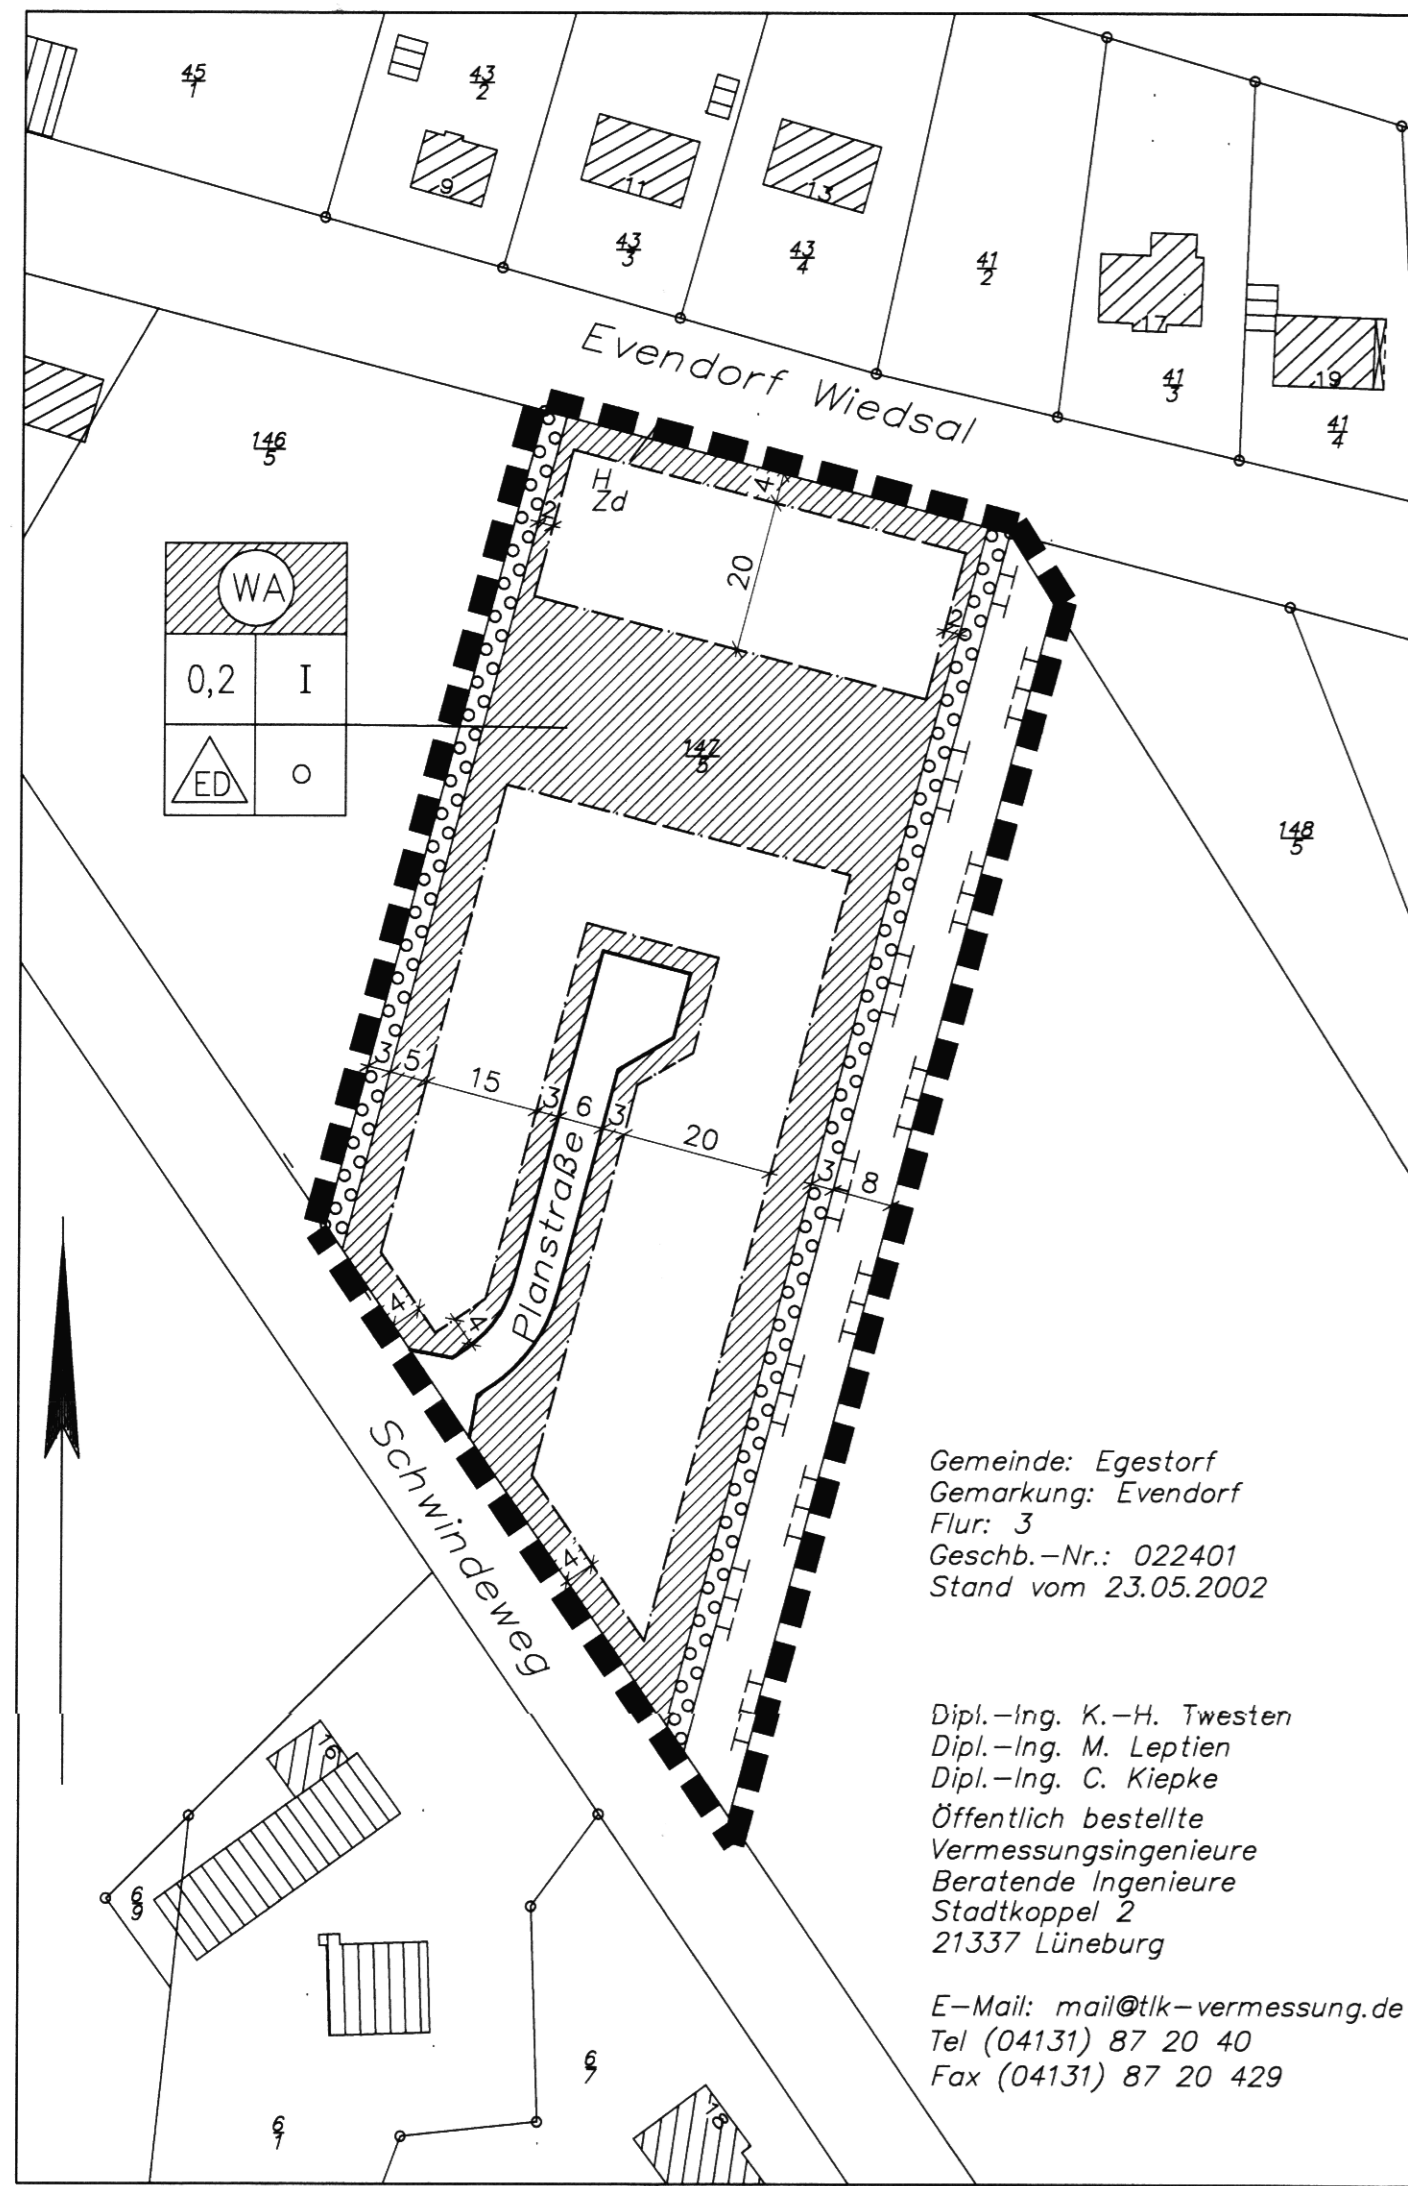 45
1
43
2
9
11
13
43
3
43
4
41
2
17
41
3
19
41
4
Evendorf Wiedsal
146
5
H
Zd
4
2
20
2
WA
0,2 I
ED o
147
5
148
5
3 5 15 3 6 3 20 3 8
Planstraße
4
4
4
Schwindeweg
Gemeinde: Egestorf
Gemarkung: Evendorf
Flur: 3
Geschb.-Nr.: 022401
Stand vom 23.05.2002
Dipl.-Ing. K.-H. Twesten
Dipl.-Ing. M. Leptien
Dipl.-Ing. C. Kiepke
Öffentlich bestellte
Vermessungsingenieure
Beratende Ingenieure
Stadtkoppel 2
21337 Lüneburg
E-Mail: mail@tlk-vermessung.de
Tel (04131) 87 20 40
Fax (04131) 87 20 429
16
6
9
6
7
6
1
18